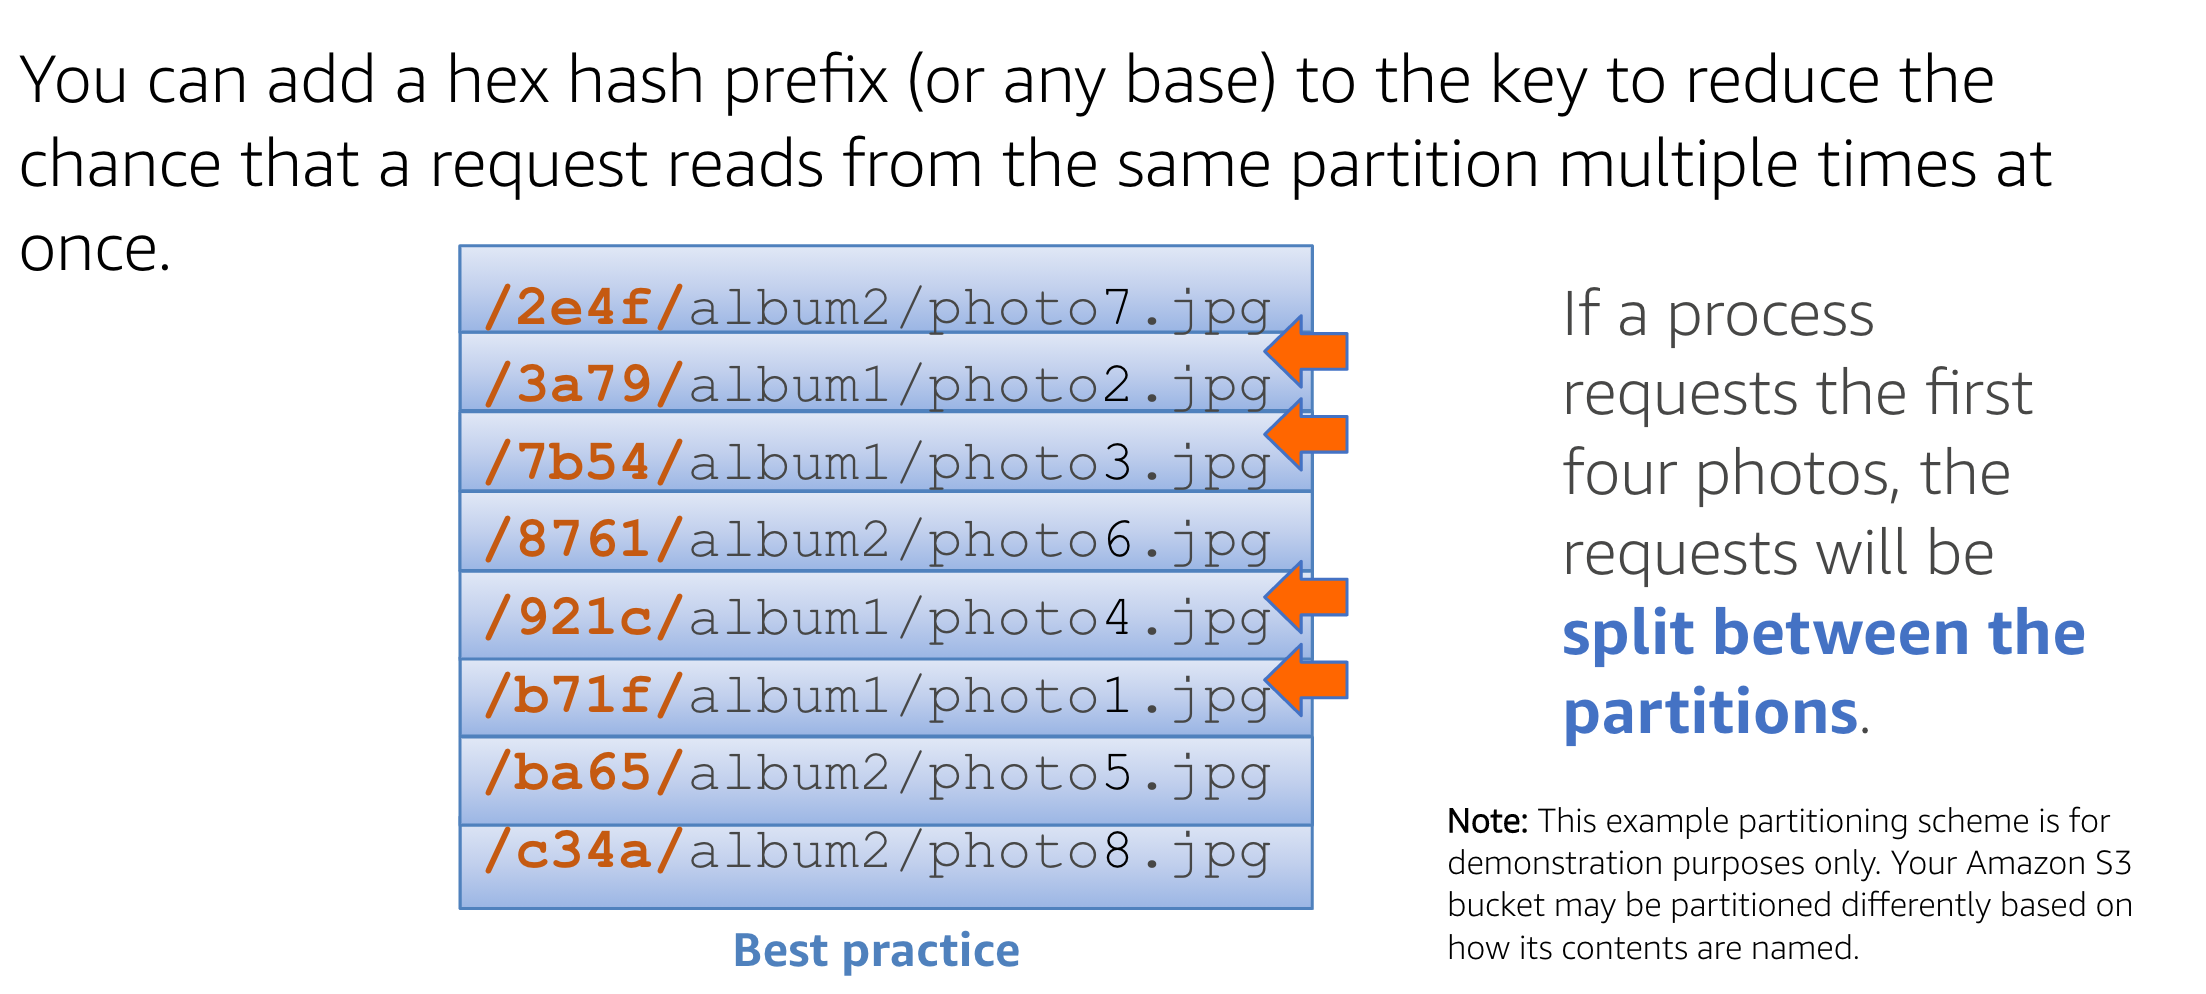 You can add a hex hash prefix (or any base) to the key to reduce the
chance that a request reads from the same partition multiple times at
once.
/2e4f/album2/photo7.jpg
/3a79/album1/photo2.jpg
/7b54/album1/photo3.jpg
/8761/album2/photo6.jpg
/921c/album1/photo4.jpg
/b71f/album1/photo1.jpg
/ba65/album2/photo5.jpg
/c34a/album2/photo8.jpg
Best practice
If a process
requests the first
four photos, the
requests will be
split between the
partitions.
Note: This example partitioning scheme is for
demonstration purposes only. Your Amazon S3
bucket may be partitioned differently based on
how its contents are named.